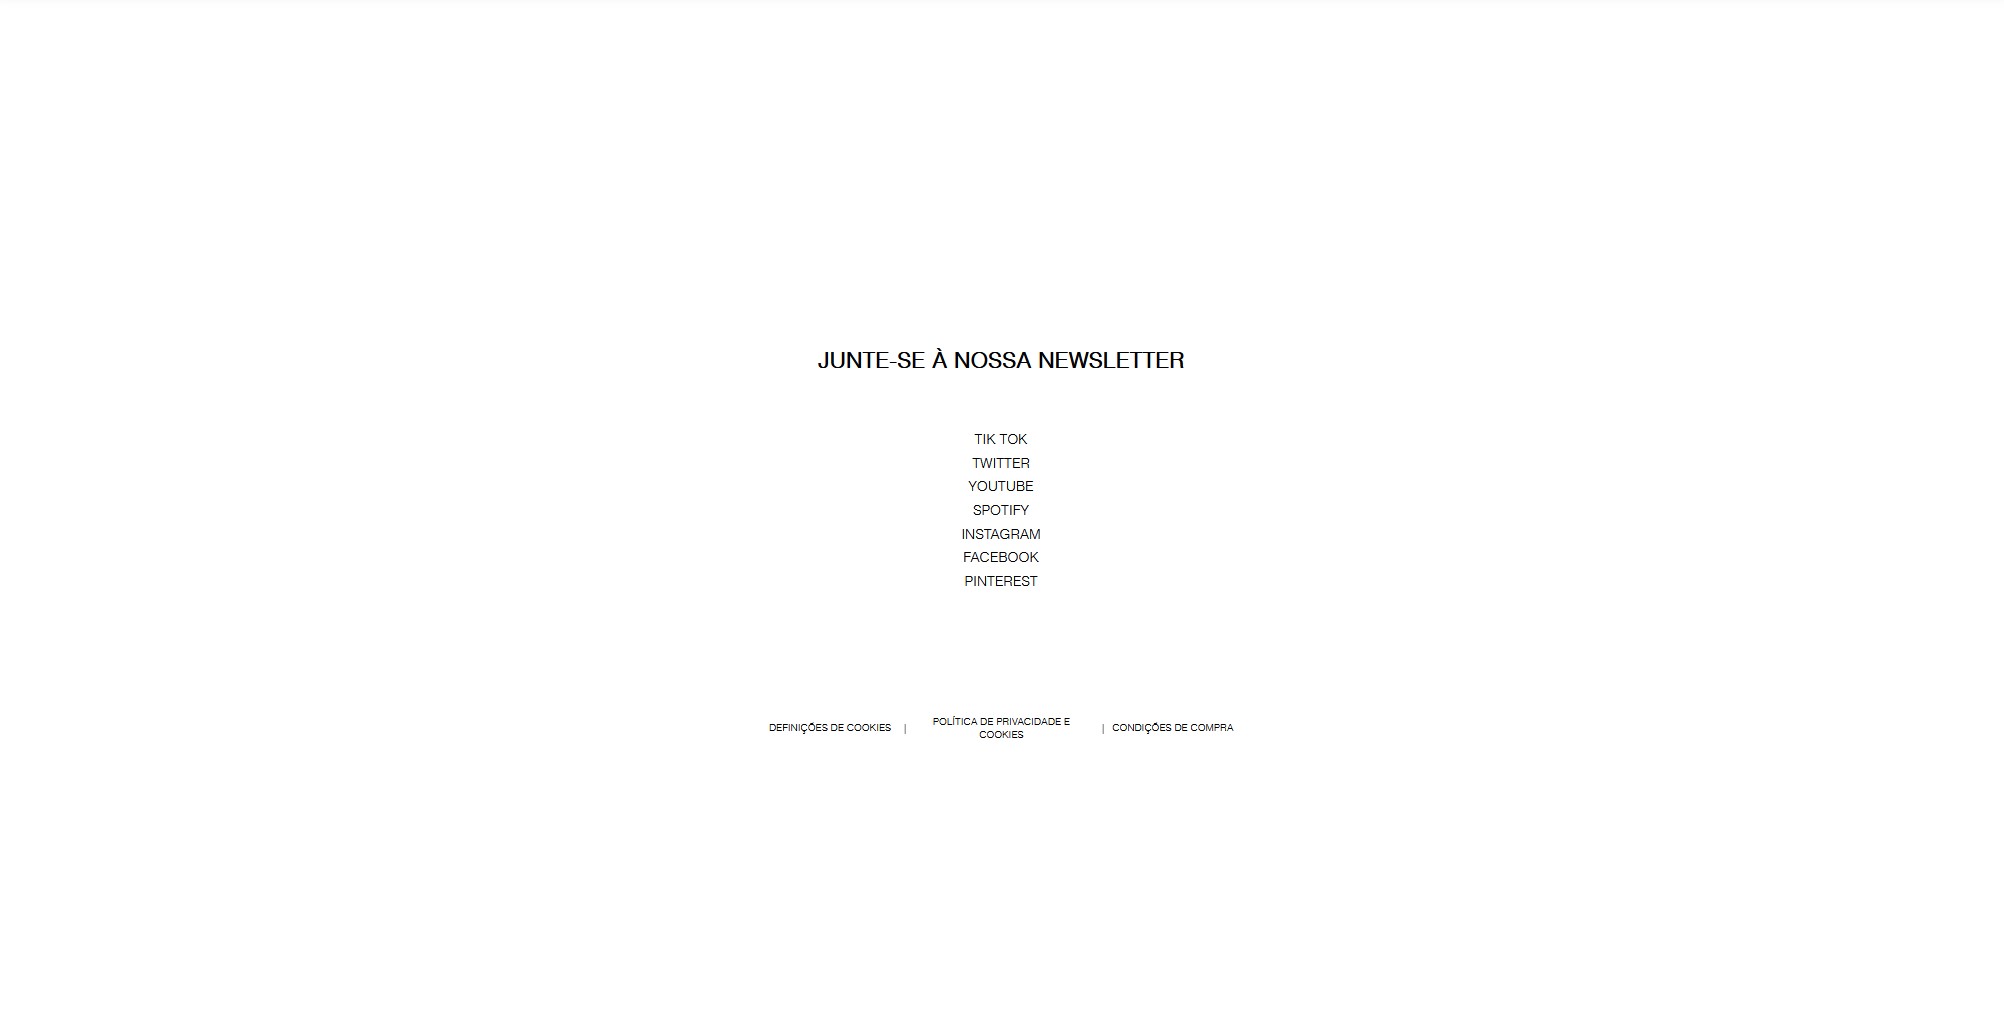 JUNTE-SE À NOSSA NEWSLETTER
TIK TOK
TWITTER
YOUTUBE
SPOTIFY
INSTAGRAM
FACEBOOK
PINTEREST
DEFINIÇÕES DE COOKIES | POLÍTICA DE PRIVACIDADE E
COOKIES | CONDIÇÕES DE COMPRA